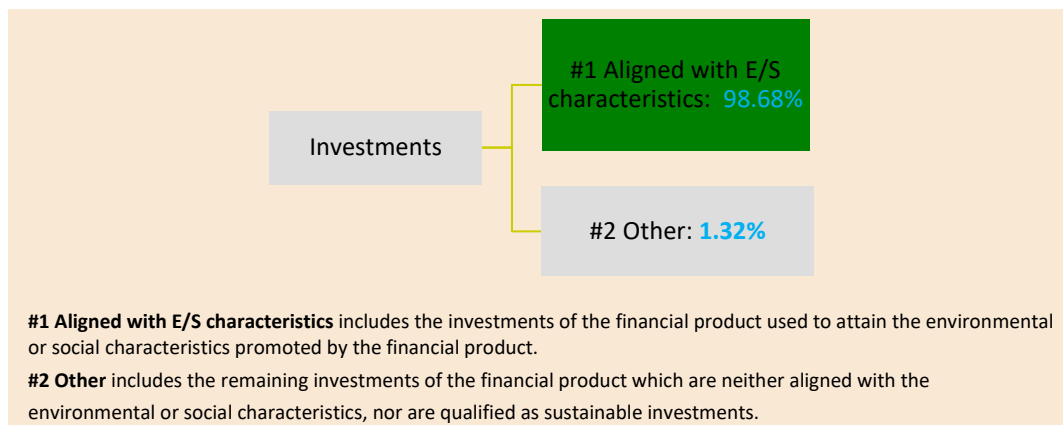 #1 Aligned with E/S
characteristics: 98.68%
Investments
#2 Other: 1.32%
#1 Aligned with E/S characteristics includes the investments of the financial product used to attain the environmental
or social characteristics promoted by the financial product.
#2 Other includes the remaining investments of the financial product which are neither aligned with the
environmental or social characteristics, nor are qualified as sustainable investments.